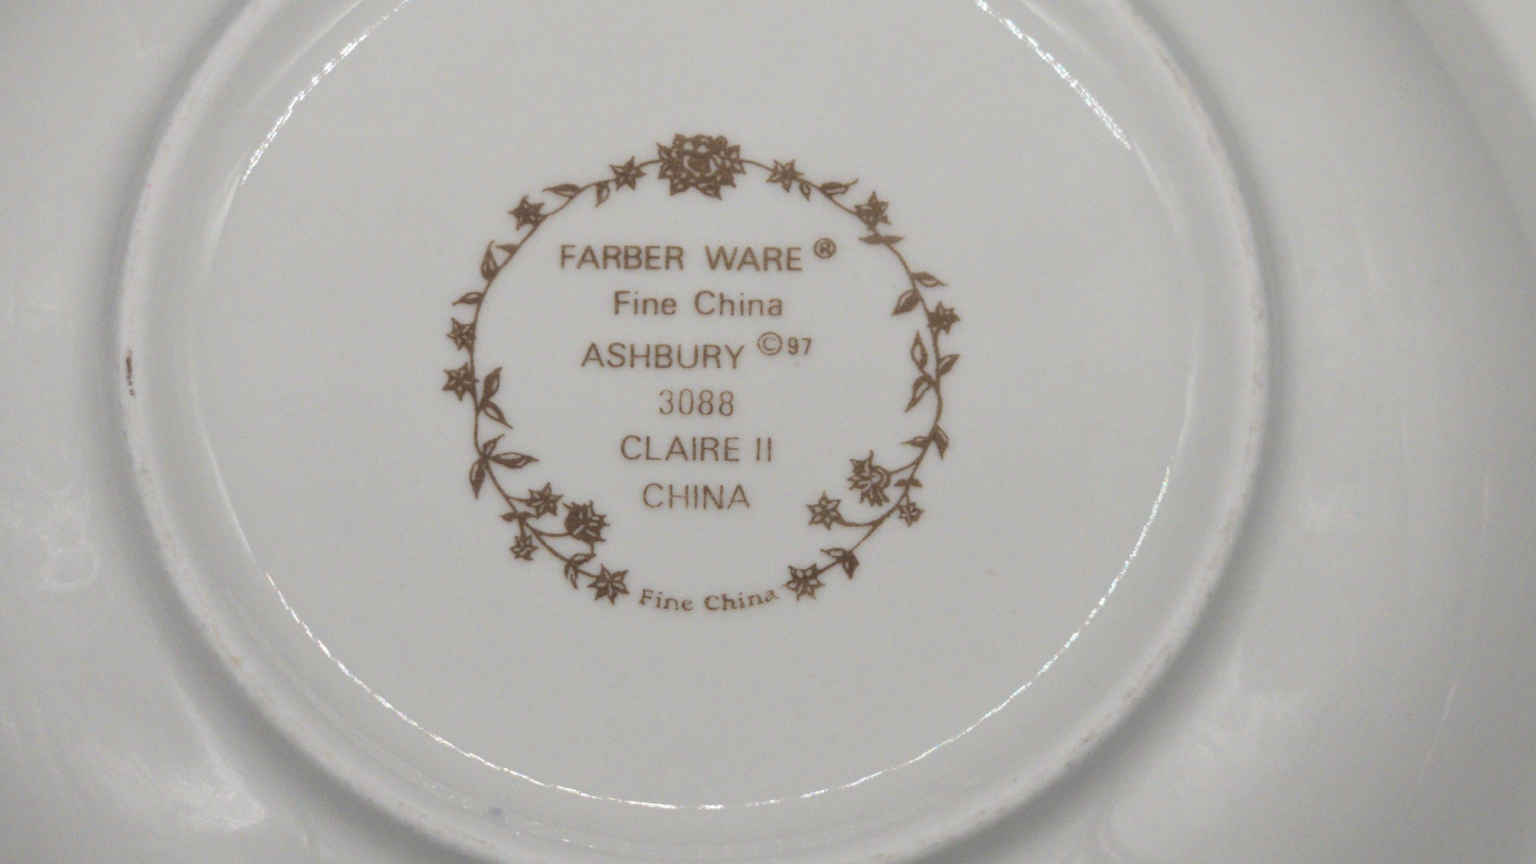 FARBER WARE ®
Fine China
ASHBURY ©97
3088
CLAIRE II
CHINA
Fine China